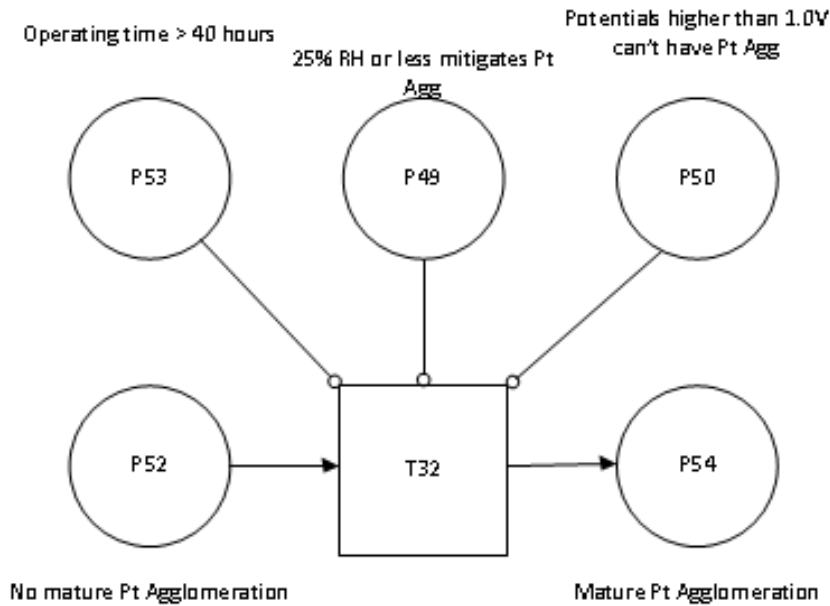 Operating time > 40 hours
25% RH or less mitigates Pt
Agg
Potentials higher than 1.0V
can't have Pt Agg
P53
P49
P50
P52
T32
P54
No mature Pt Agglomeration
Mature Pt Agglomeration